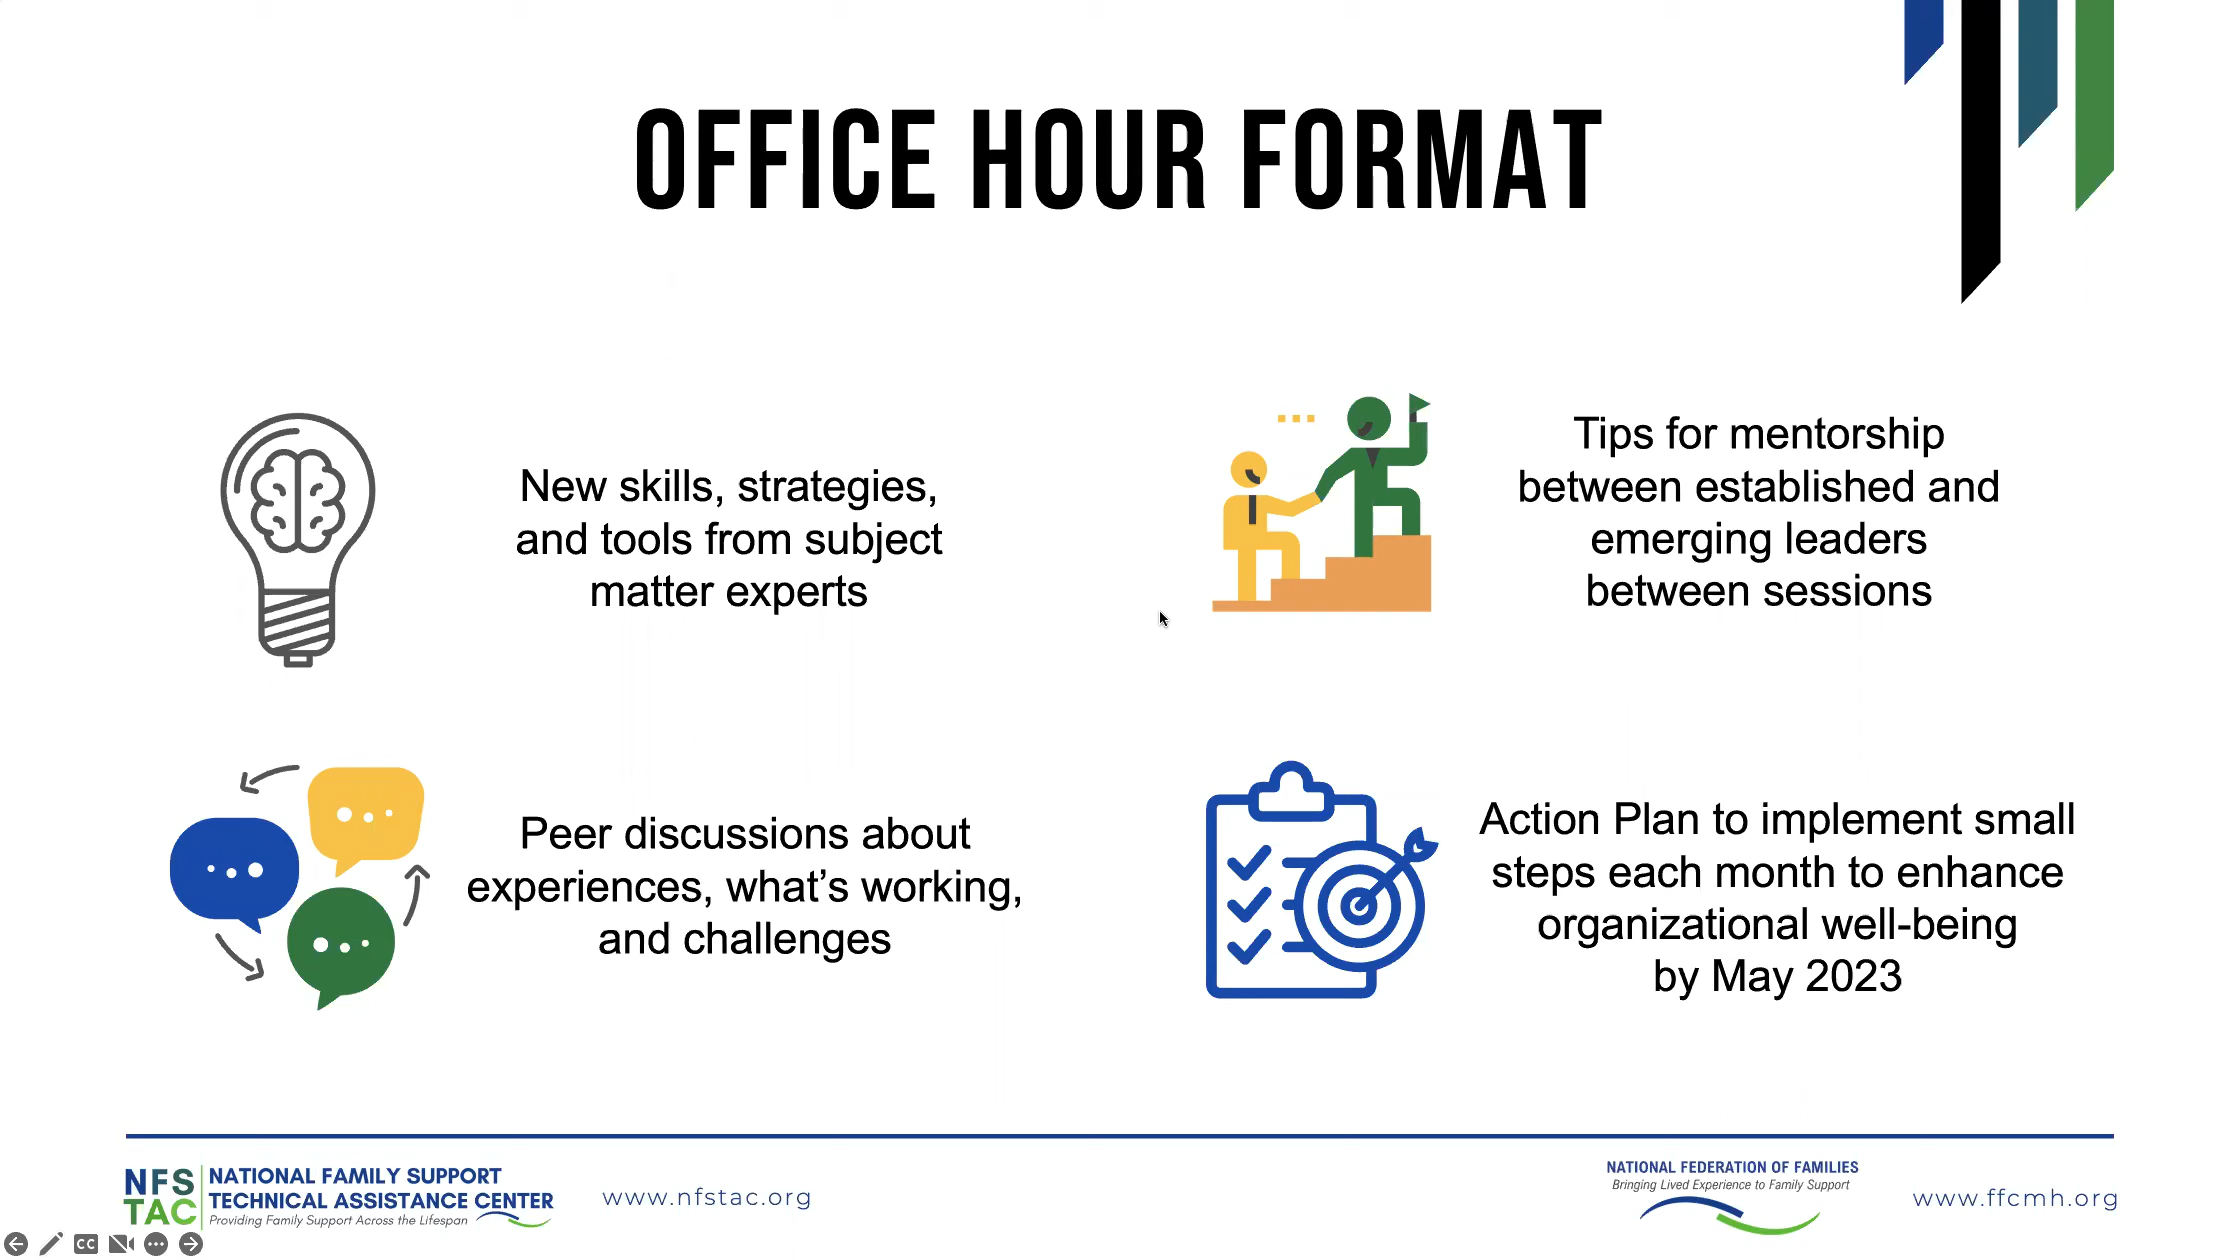 OFFICE HOUR FORMAT
New skills, strategies,
and tools from subject
matter experts
Tips for mentorship
between established and
emerging leaders
between sessions
Peer discussions about
experiences, what’s working,
and challenges
Action Plan to implement small
steps each month to enhance
organizational well-being
by May 2023
NFS
TAC
NATIONAL FAMILY SUPPORT
TECHNICAL ASSISTANCE CENTER
Providing Family Support Across the Lifespan
www.nfstac.org
NATIONAL FEDERATION OF FAMILIES
Bringing Lived Experience to Family Support
www.ffcmh.org
CC